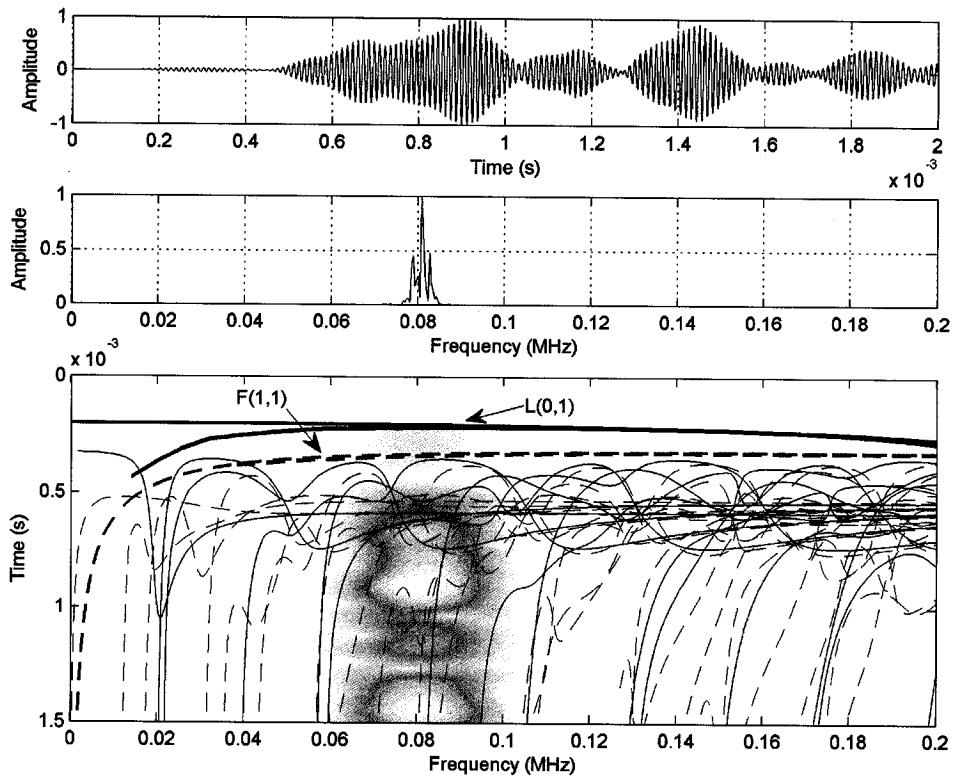 Amplitude
1
0
-1
0 0.2 0.4 0.6 0.8 1 1.2 1.4 1.6 1.8 2
Time (s)
x 10⁻³
Amplitude
1
0.5
0
0 0.02 0.04 0.06 0.08 0.1 0.12 0.14 0.16 0.18 0.2
Frequency (MHz)
x 10⁻³
0
F(1,1)
L(0,1)
0.5
Time (s)
1
1.5
0 0.02 0.04 0.06 0.08 0.1 0.12 0.14 0.16 0.18 0.2
Frequency (MHz)